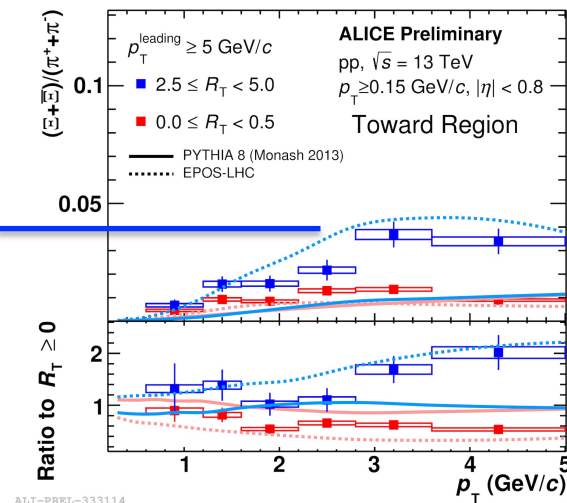 (Ξ+Ξ̅)/(π⁺+π⁻)
0.1
0.05
p_T^leading ≥ 5 GeV/c
2.5 ≤ R_T < 5.0
0.0 ≤ R_T < 0.5
PYTHIA 8 (Monash 2013)
EPOS-LHC
ALICE Preliminary
pp, √s = 13 TeV
p_T≥0.15 GeV/c, |η| < 0.8
Toward Region
Ratio to R_T ≥ 0
2
1
1 2 3 4 5
p_T (GeV/c)
ALI-PREL-333114